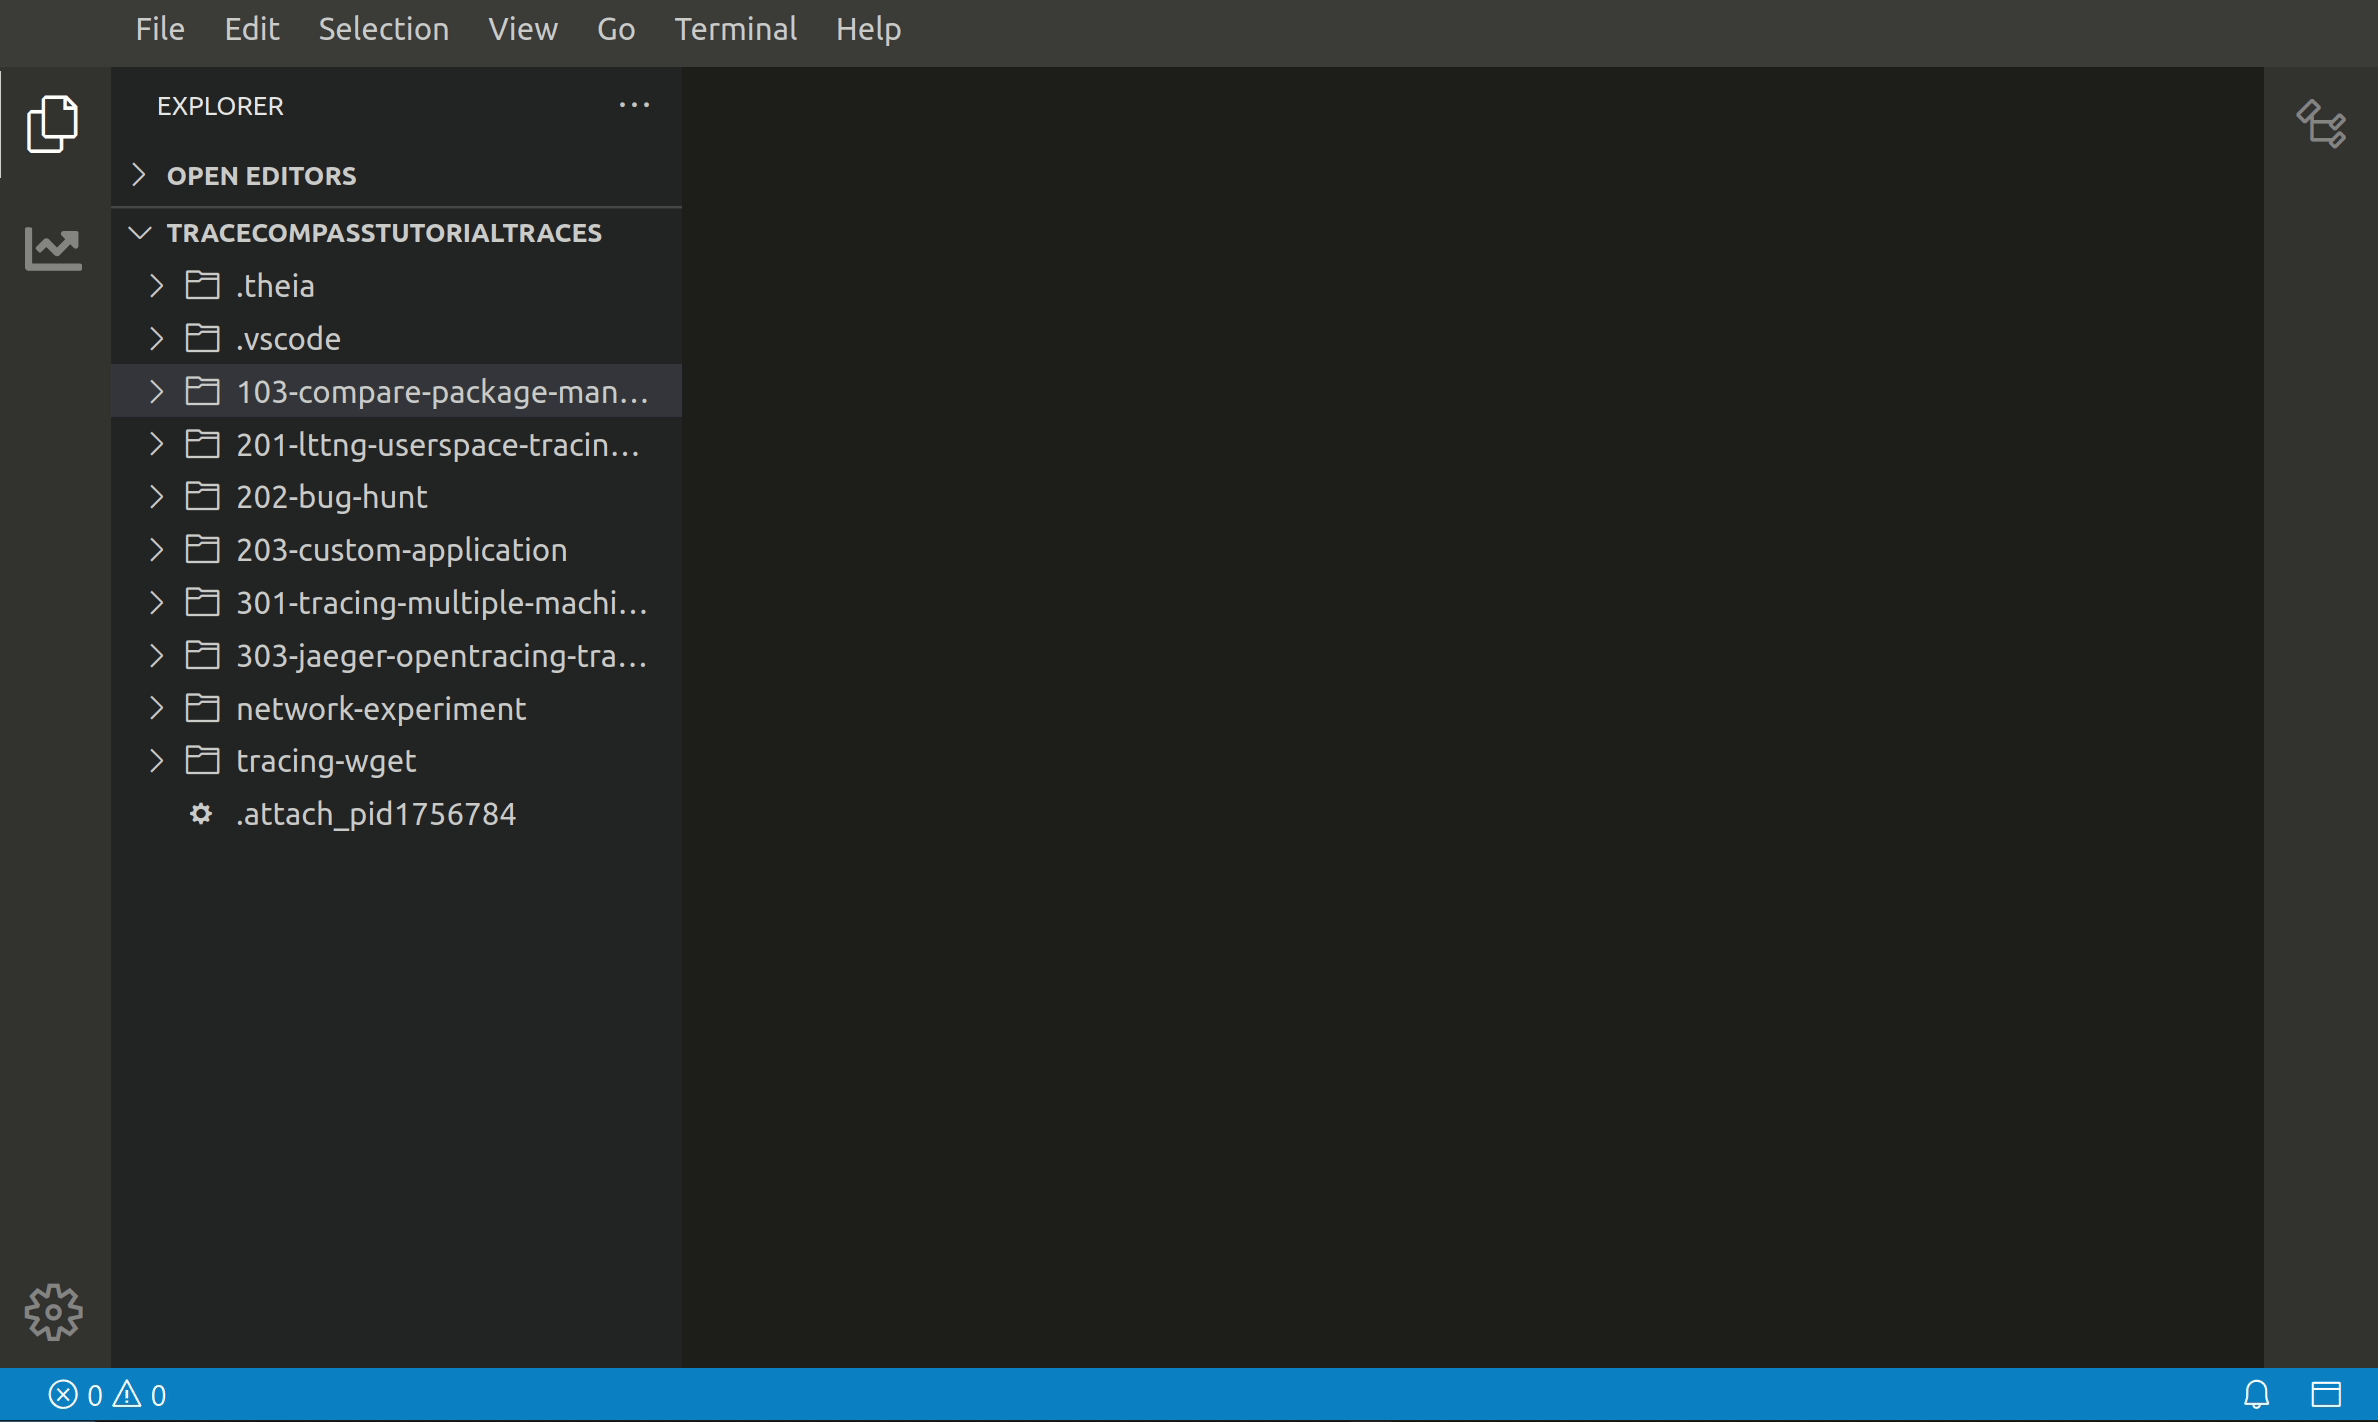 File Edit Selection View Go Terminal Help
EXPLORER
OPEN EDITORS
TRACECOMPASSTUTORIALTRACES
.theia
.vscode
103-compare-package-man...
201-lttng-userspace-tracin...
202-bug-hunt
203-custom-application
301-tracing-multiple-machi...
303-jaeger-opentracing-tra...
network-experiment
tracing-wget
.attach_pid1756784
0 0